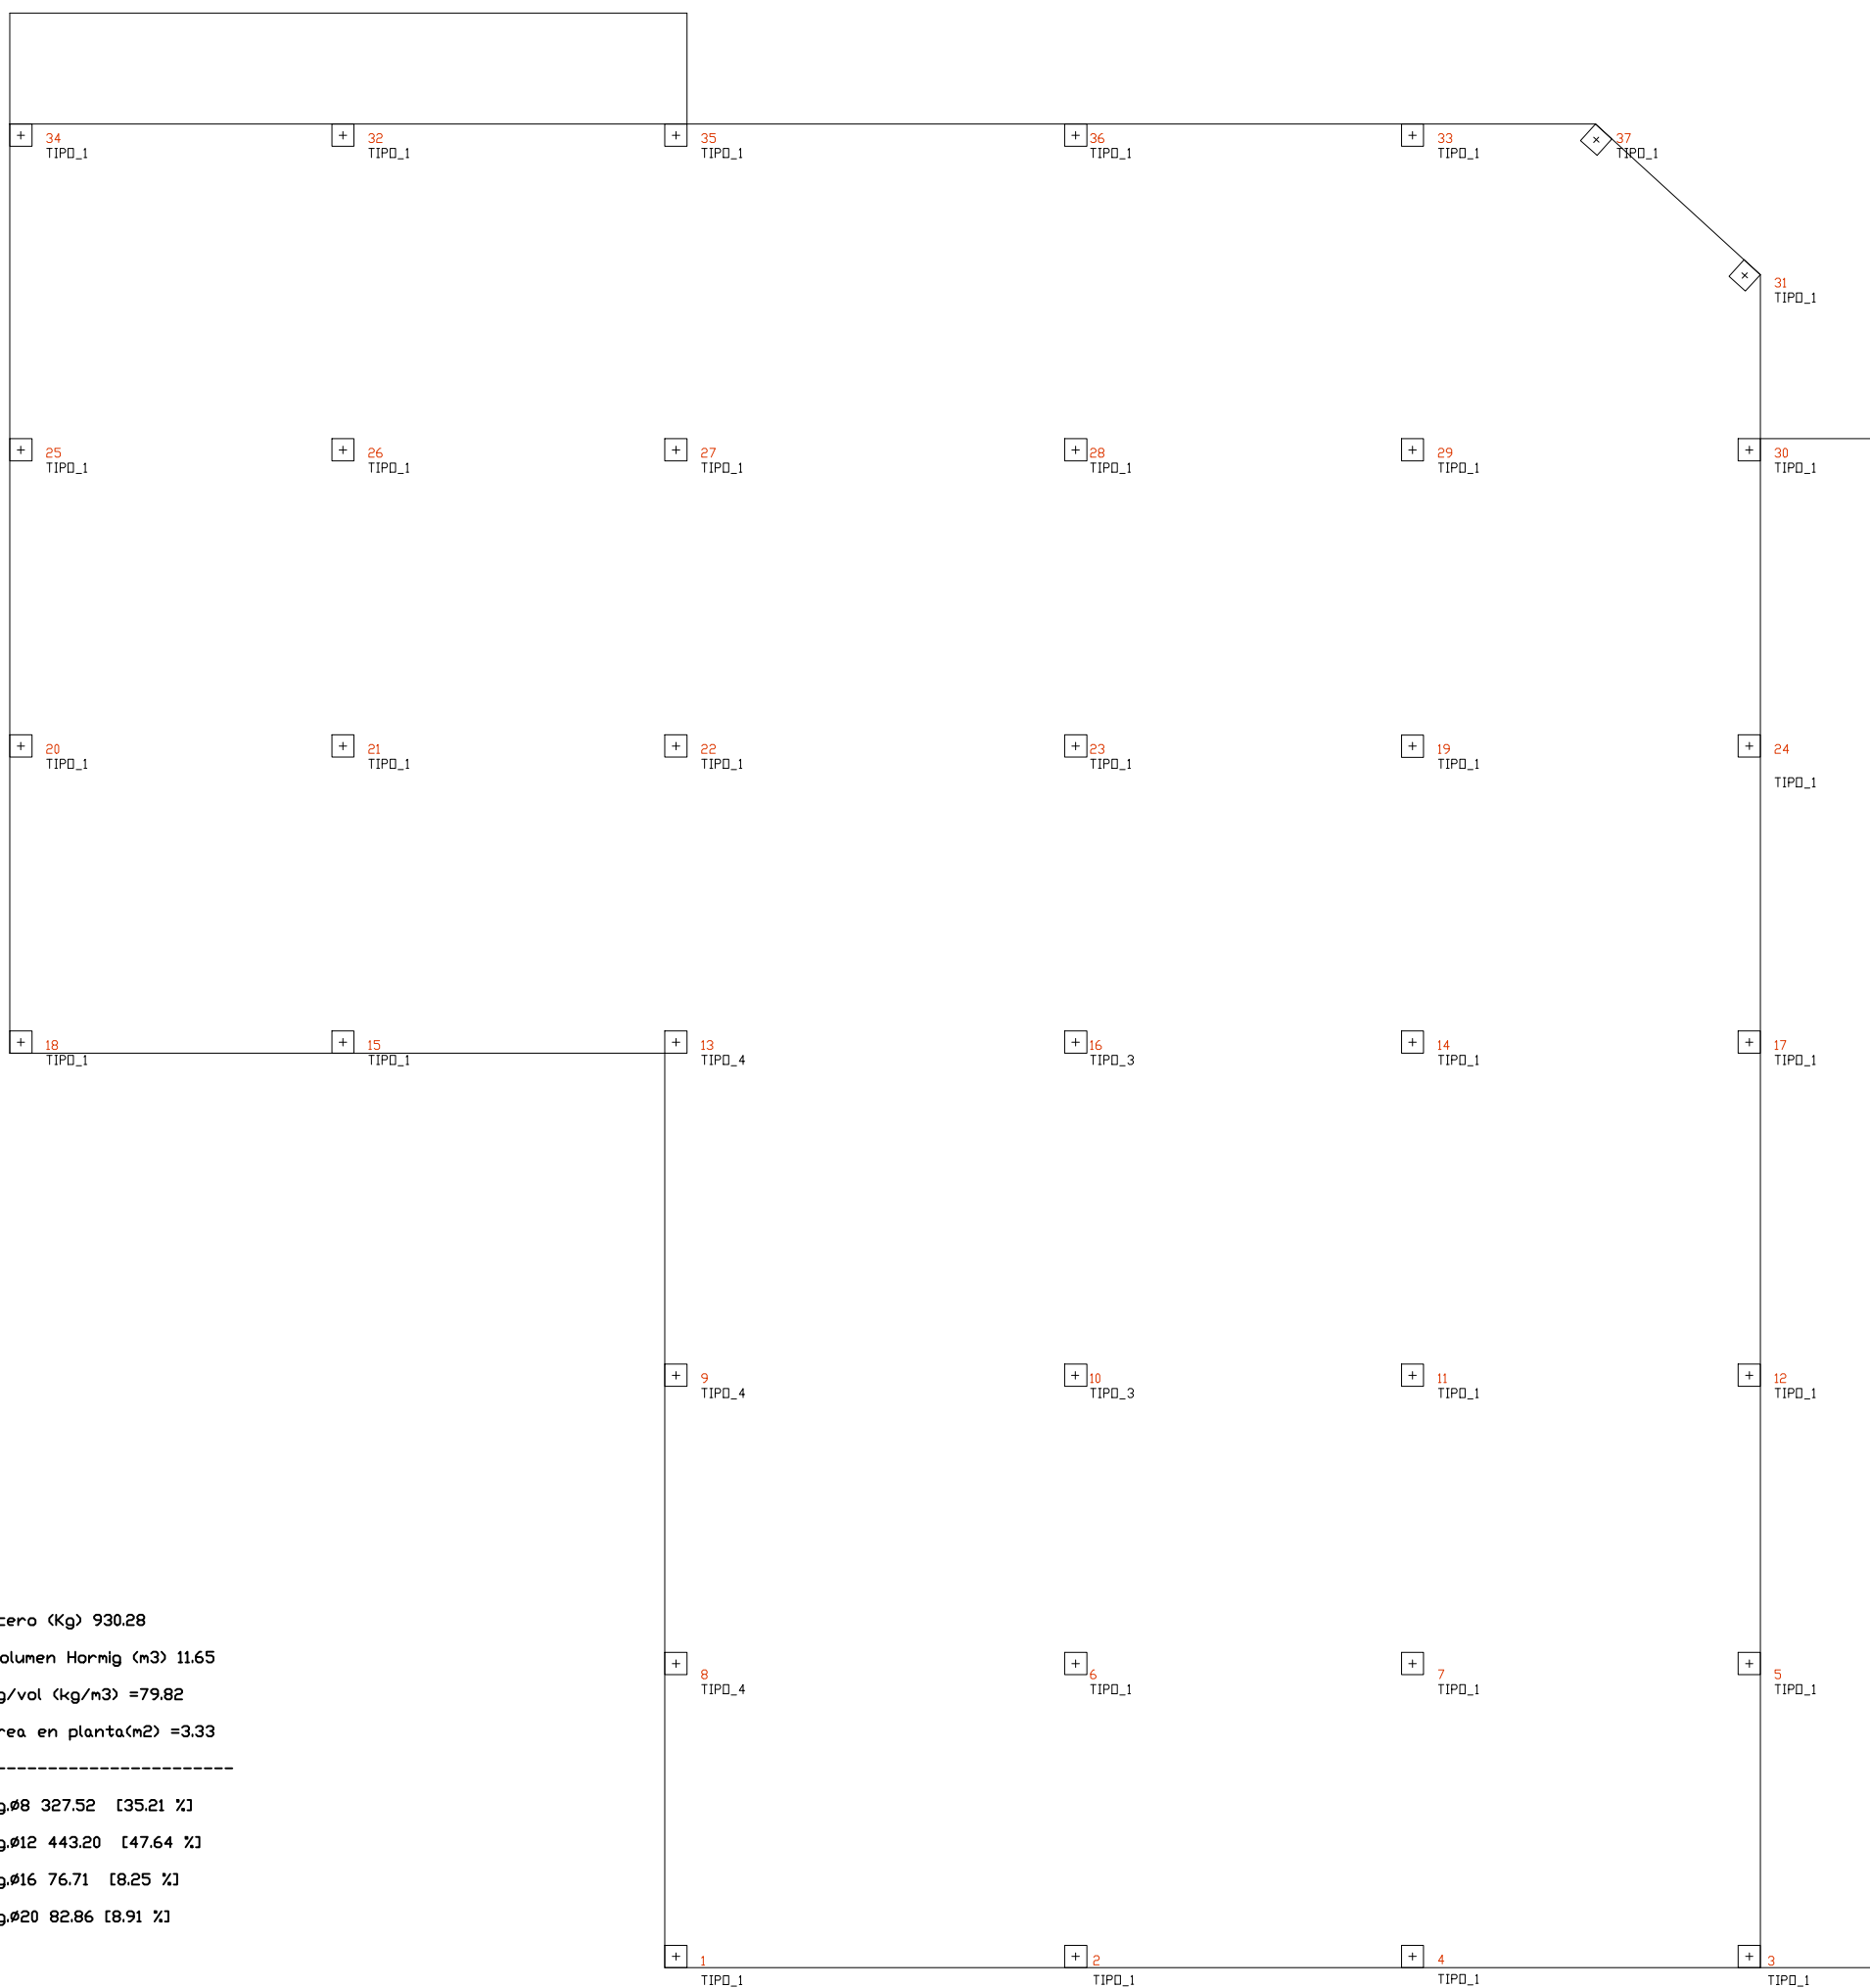 34 32 35 36 33 37
TIPO_1 TIPO_1 TIPO_1 TIPO_1 TIPO_1 TIPO_1
31
TIPO_1
25 26 27 28 29 30
TIPO_1 TIPO_1 TIPO_1 TIPO_1 TIPO_1 TIPO_1
20 21 22 23 19 24
TIPO_1 TIPO_1 TIPO_1 TIPO_1 TIPO_1
TIPO_1
18 15 13 16 14 17
TIPO_1 TIPO_1 TIPO_4 TIPO_3 TIPO_1 TIPO_1
9 10 11 12
TIPO_4 TIPO_3 TIPO_1 TIPO_1
cero (Kg) 930.28
olumen Hormig (m3) 11.65
8 6 7 5
TIPO_4 TIPO_1 TIPO_1 TIPO_1
g/vol (kg/m3) =79.82
rea en planta(m2) =3.33
-----------------------
g.ø8 327.52 [35.21 %]
g.ø12 443.20 [47.64 %]
g.ø16 76.71 [8.25 %]
g.ø20 82.86 [8.91 %]
1 2 4 3
TIPO_1 TIPO_1 TIPO_1 TIPO_1